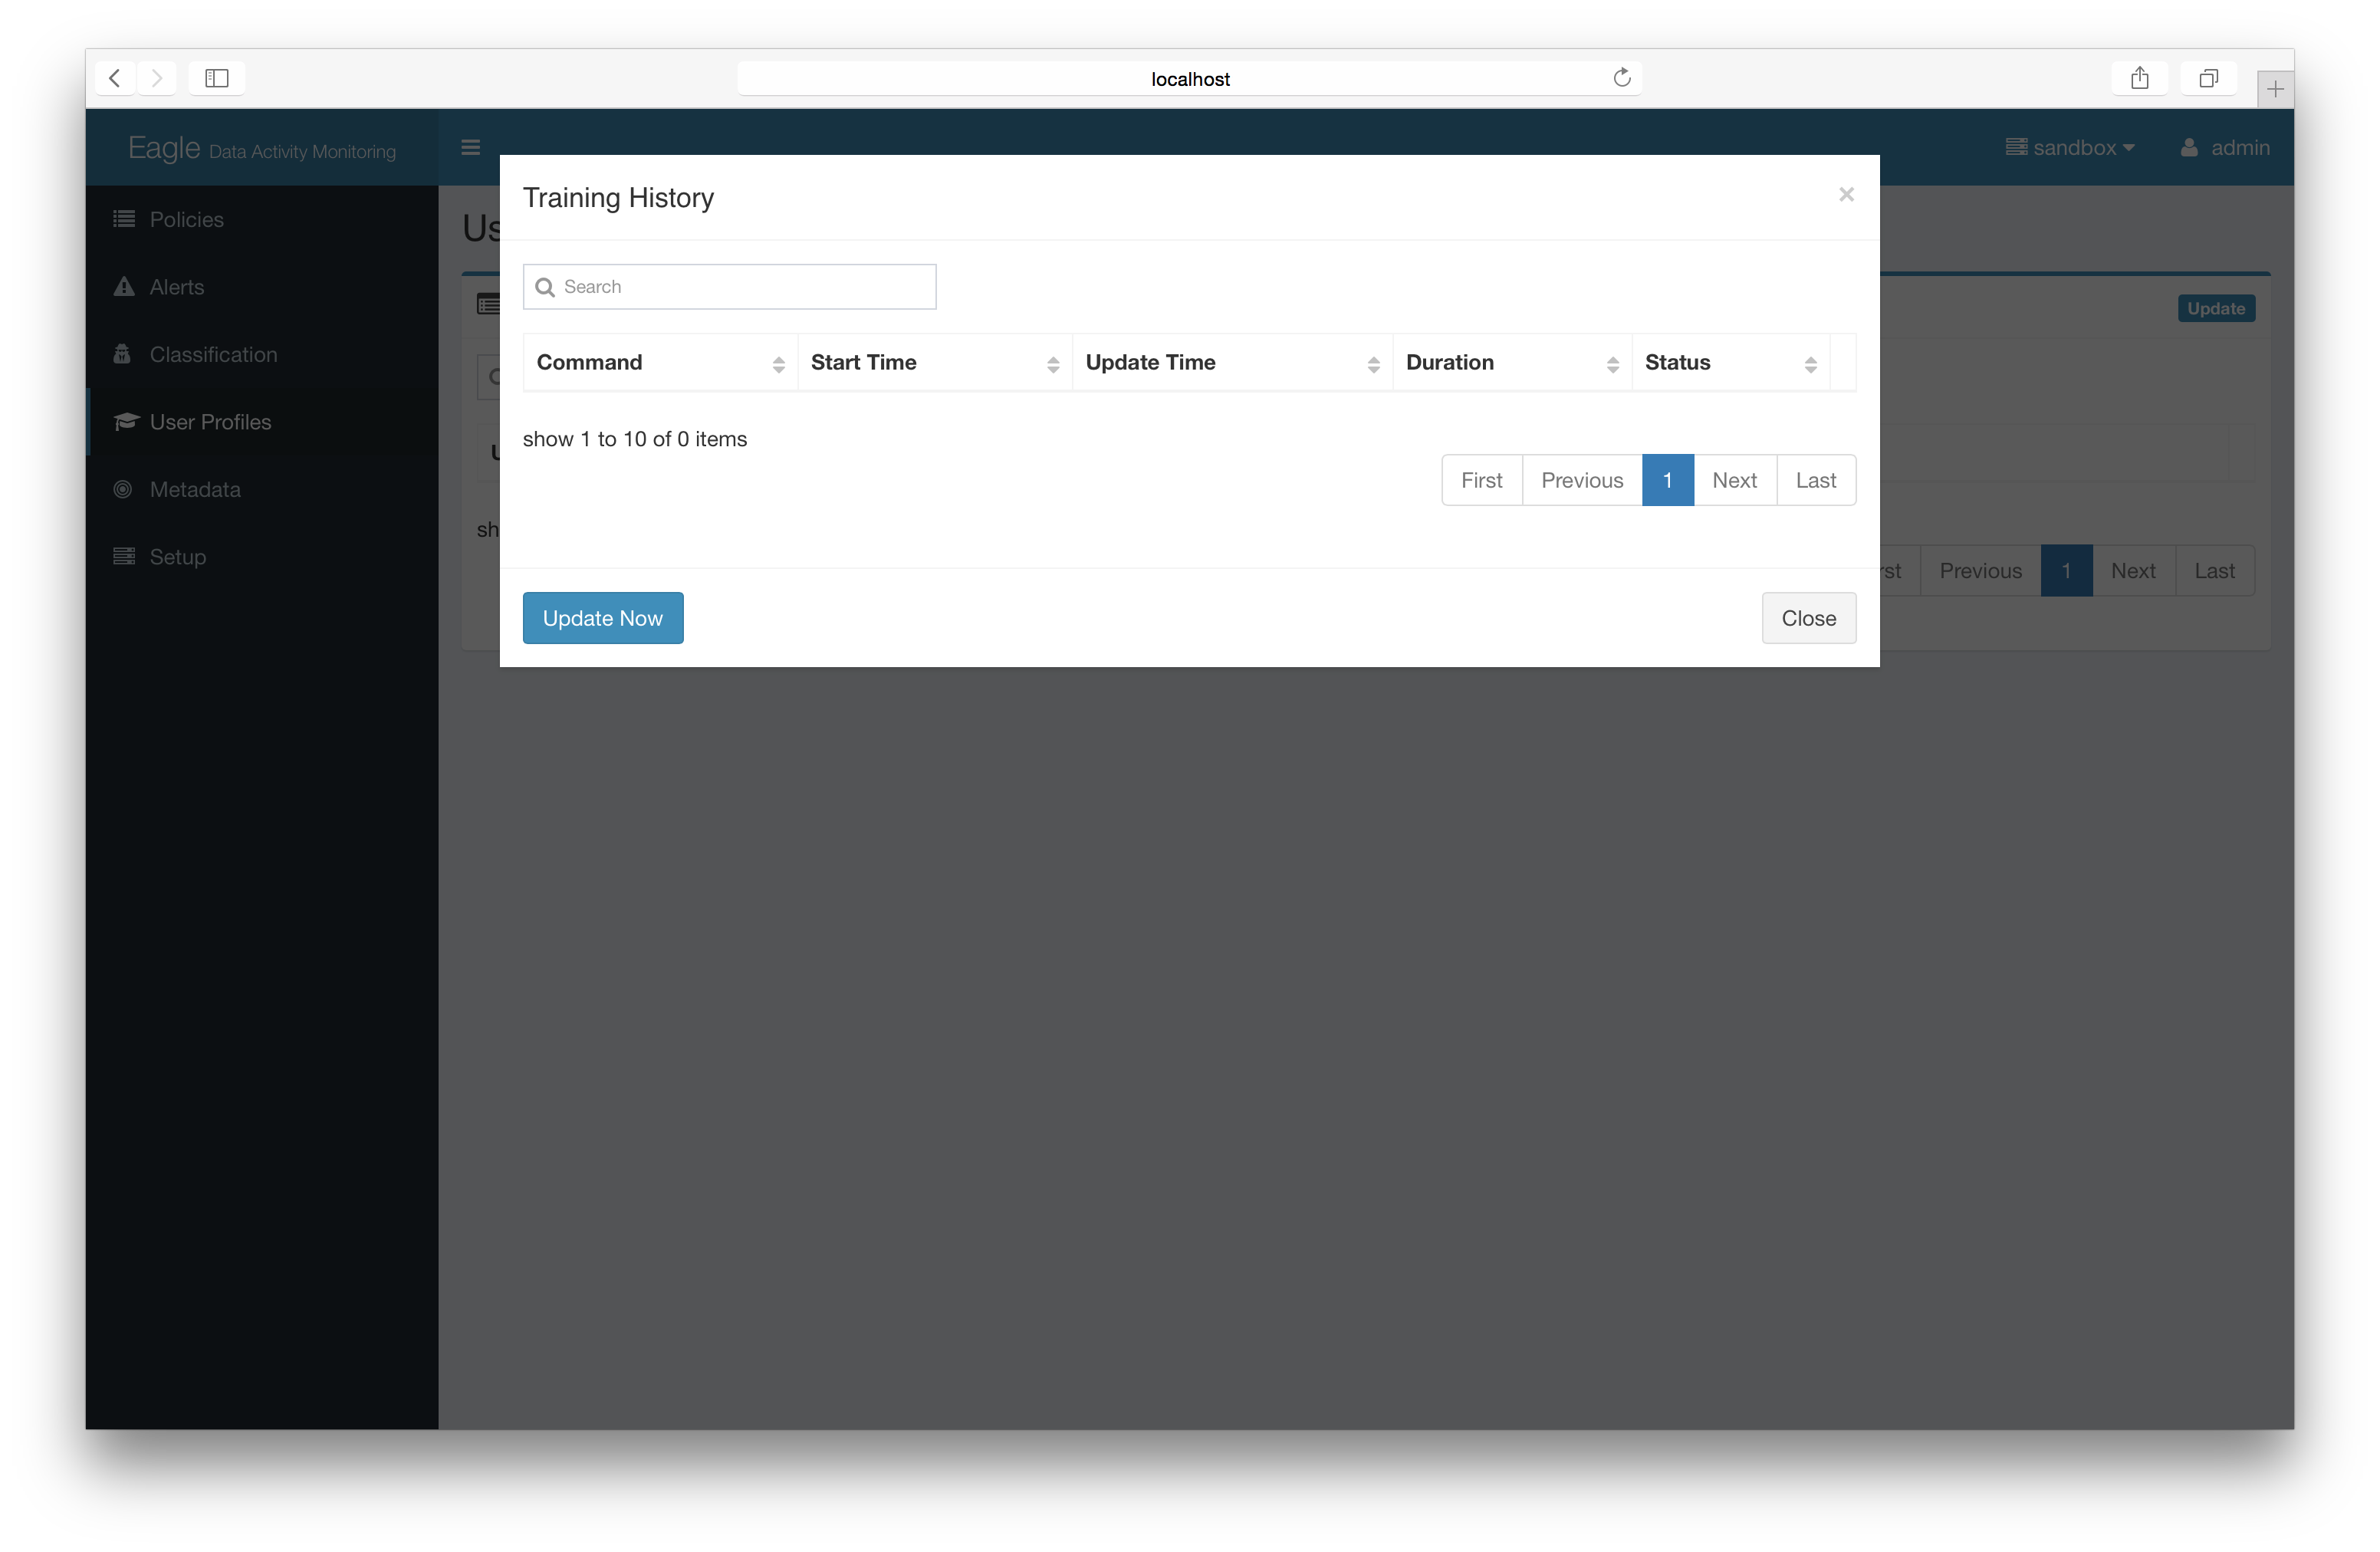 localhost
Eagle Data Activity Monitoring
sandbox
admin
Policies
Alerts
Classification
User Profiles
Metadata
Setup
Us
Update
sh
rst Previous 1 Next Last
Training History
×
Search
Command Start Time Update Time Duration Status
show 1 to 10 of 0 items
First Previous 1 Next Last
Update Now
Close